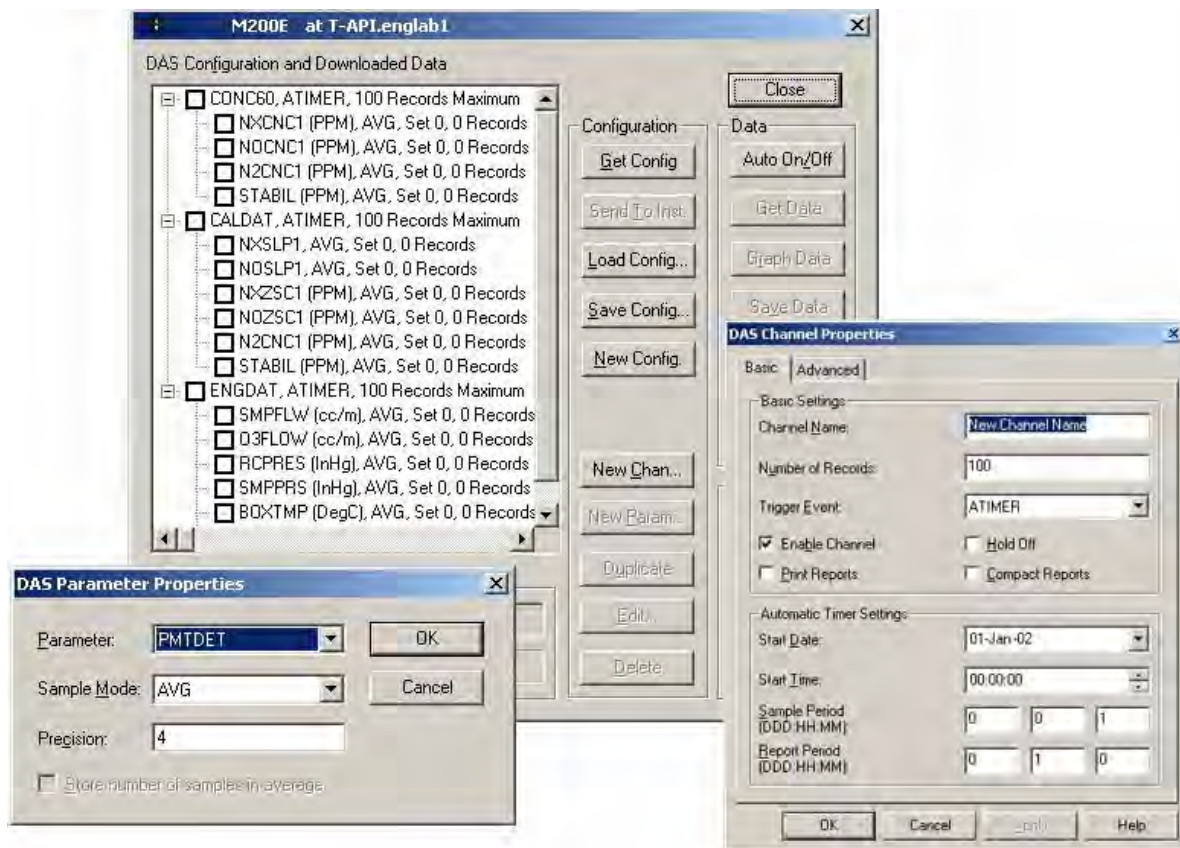 M200E at T-API.englab1
DAS Configuration and Downloaded Data
CONC60, ATIMER, 100 Records Maximum
NXCNC1 (PPM), AVG, Set 0, 0 Records
NOCNC1 (PPM), AVG, Set 0, 0 Records
N2CNC1 (PPM), AVG, Set 0, 0 Records
STABIL (PPM), AVG, Set 0, 0 Records
CALDAT, ATIMER, 100 Records Maximum
NXSLP1, AVG, Set 0, 0 Records
NOSLP1, AVG, Set 0, 0 Records
NXZSC1 (PPM), AVG, Set 0, 0 Records
NOZSC1 (PPM), AVG, Set 0, 0 Records
N2CNC1 (PPM), AVG, Set 0, 0 Records
STABIL (PPM), AVG, Set 0, 0 Records
ENGDAT, ATIMER, 100 Records Maximum
SMPFLW (cc/m), AVG, Set 0, 0 Records
O3FLOW (cc/m), AVG, Set 0, 0 Records
RCPRES (InHg), AVG, Set 0, 0 Records
SMPPRS (InHg), AVG, Set 0, 0 Records
BOXTMP (DegC), AVG, Set 0, 0 Records
Configuration
Get Config
Send To Inst.
Load Config...
Save Config...
New Config.
New Chan...
New Param...
Duplicate
Edit...
Delete
Close
Data
Auto On/Off
Get Data
Graph Data
Save Data
DAS Parameter Properties
Parameter: PMTDET
OK
Sample Mode: AVG
Cancel
Precision: 4
Store number of samples in average
DAS Channel Properties
Basic
Advanced
Basic Settings
Channel Name: New Channel Name
Number of Records: 100
Trigger Event: ATIMER
Enable Channel
Hold Off
Print Reports
Compact Reports
Automatic Timer Settings
Start Date: 01-Jan-02
Start Time: 00:00:00
Sample Period
(DDD:HH:MM) 0 0 1
Report Period
(DDD:HH:MM) 0 1 0
OK
Cancel
Apply
Help